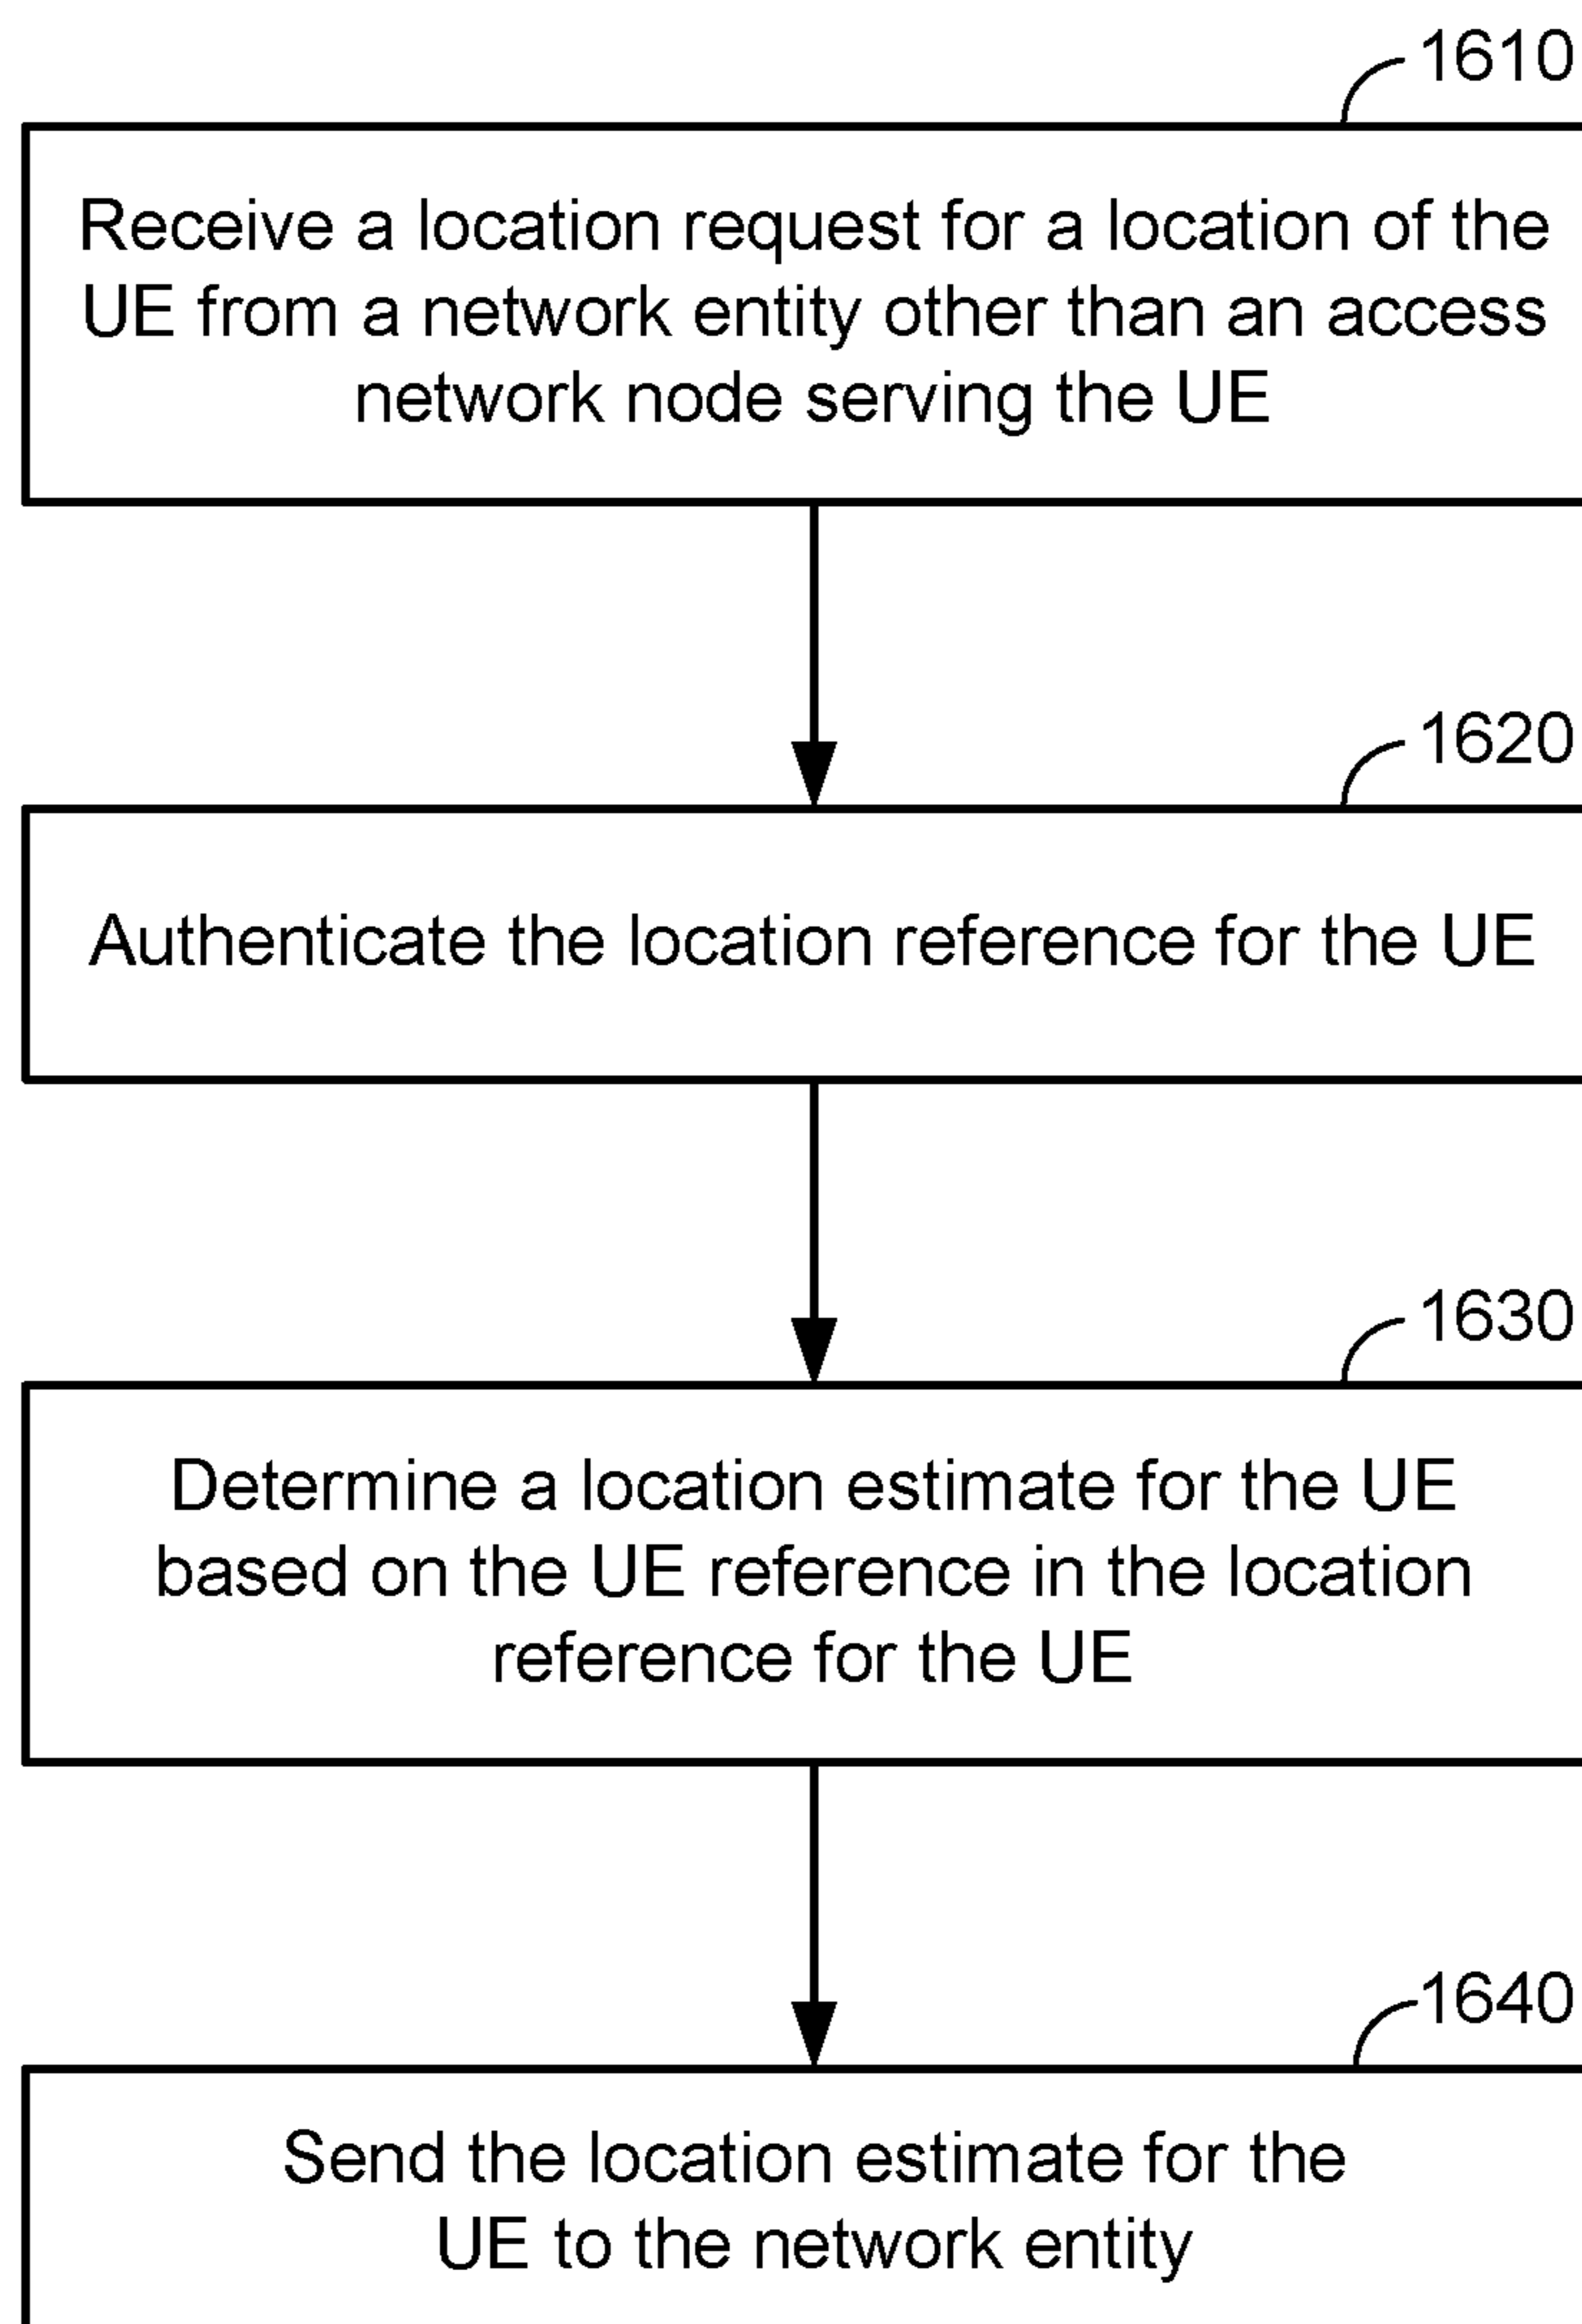 1610
Receive a location request for a location of the
UE from a network entity other than an access
network node serving the UE
1620
Authenticate the location reference for the UE
1630
Determine a location estimate for the UE
based on the UE reference in the location
reference for the UE
1640
Send the location estimate for the
UE to the network entity